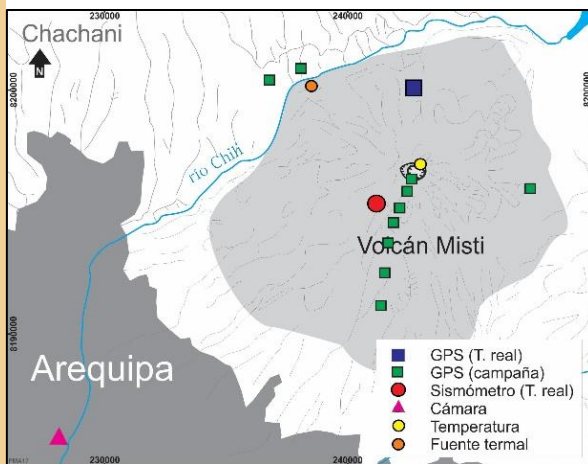 230000
240000
Chachani
N
8200000
río Chili
Volcán Misti
8190000
Arequipa
GPS (T. real)
GPS (campaña)
Sismómetro (T. real)
Cámara
Temperatura
Fuente termal
230000
240000